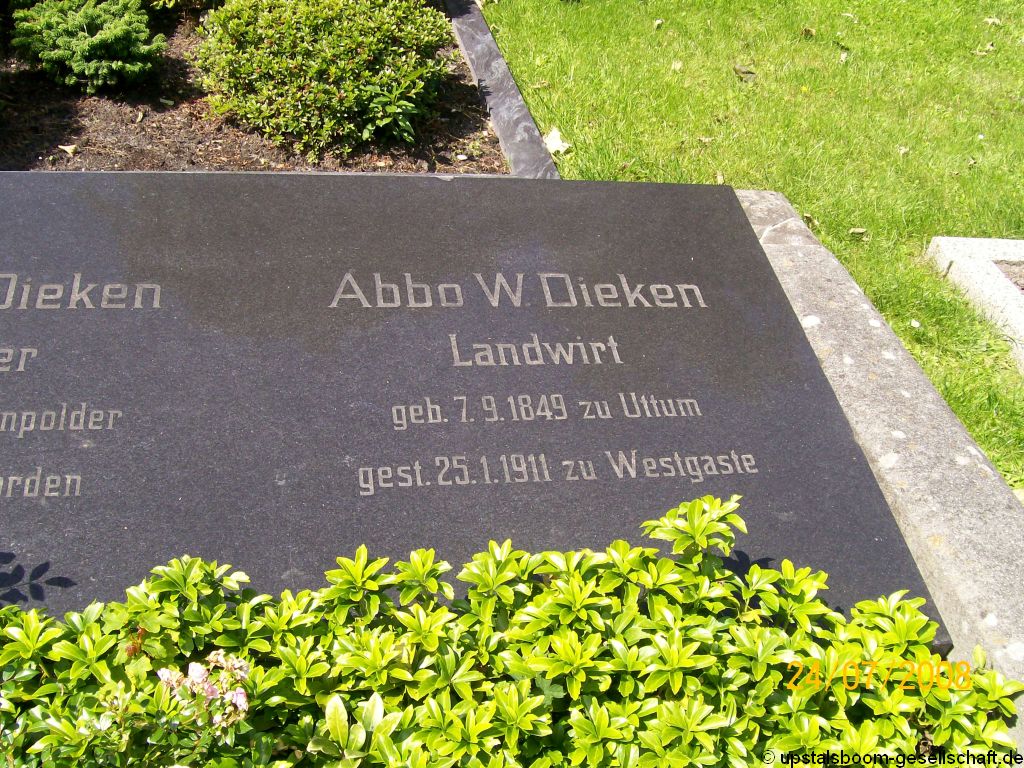 Dieken
er
npolder
orden
Abbo W. Dieken
Landwirt
geb. 7. 9. 1849 zu Uttum
gest. 25. 1. 1911 zu Westgaste
24/07/2008
© upstalsboom-gesellschaft.de